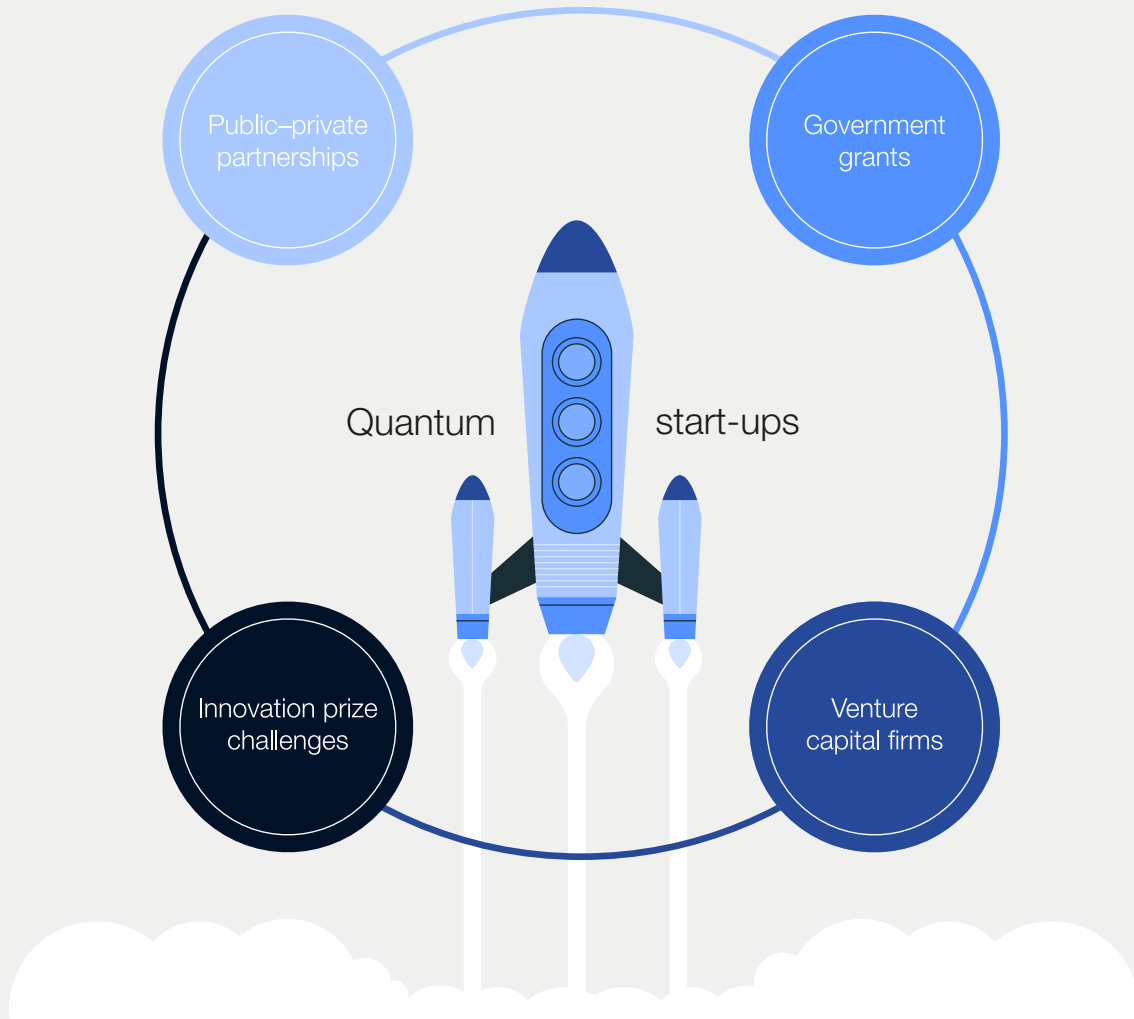 Public–private
partnerships
Government
grants
Quantum start-ups
Innovation prize
challenges
Venture
capital firms